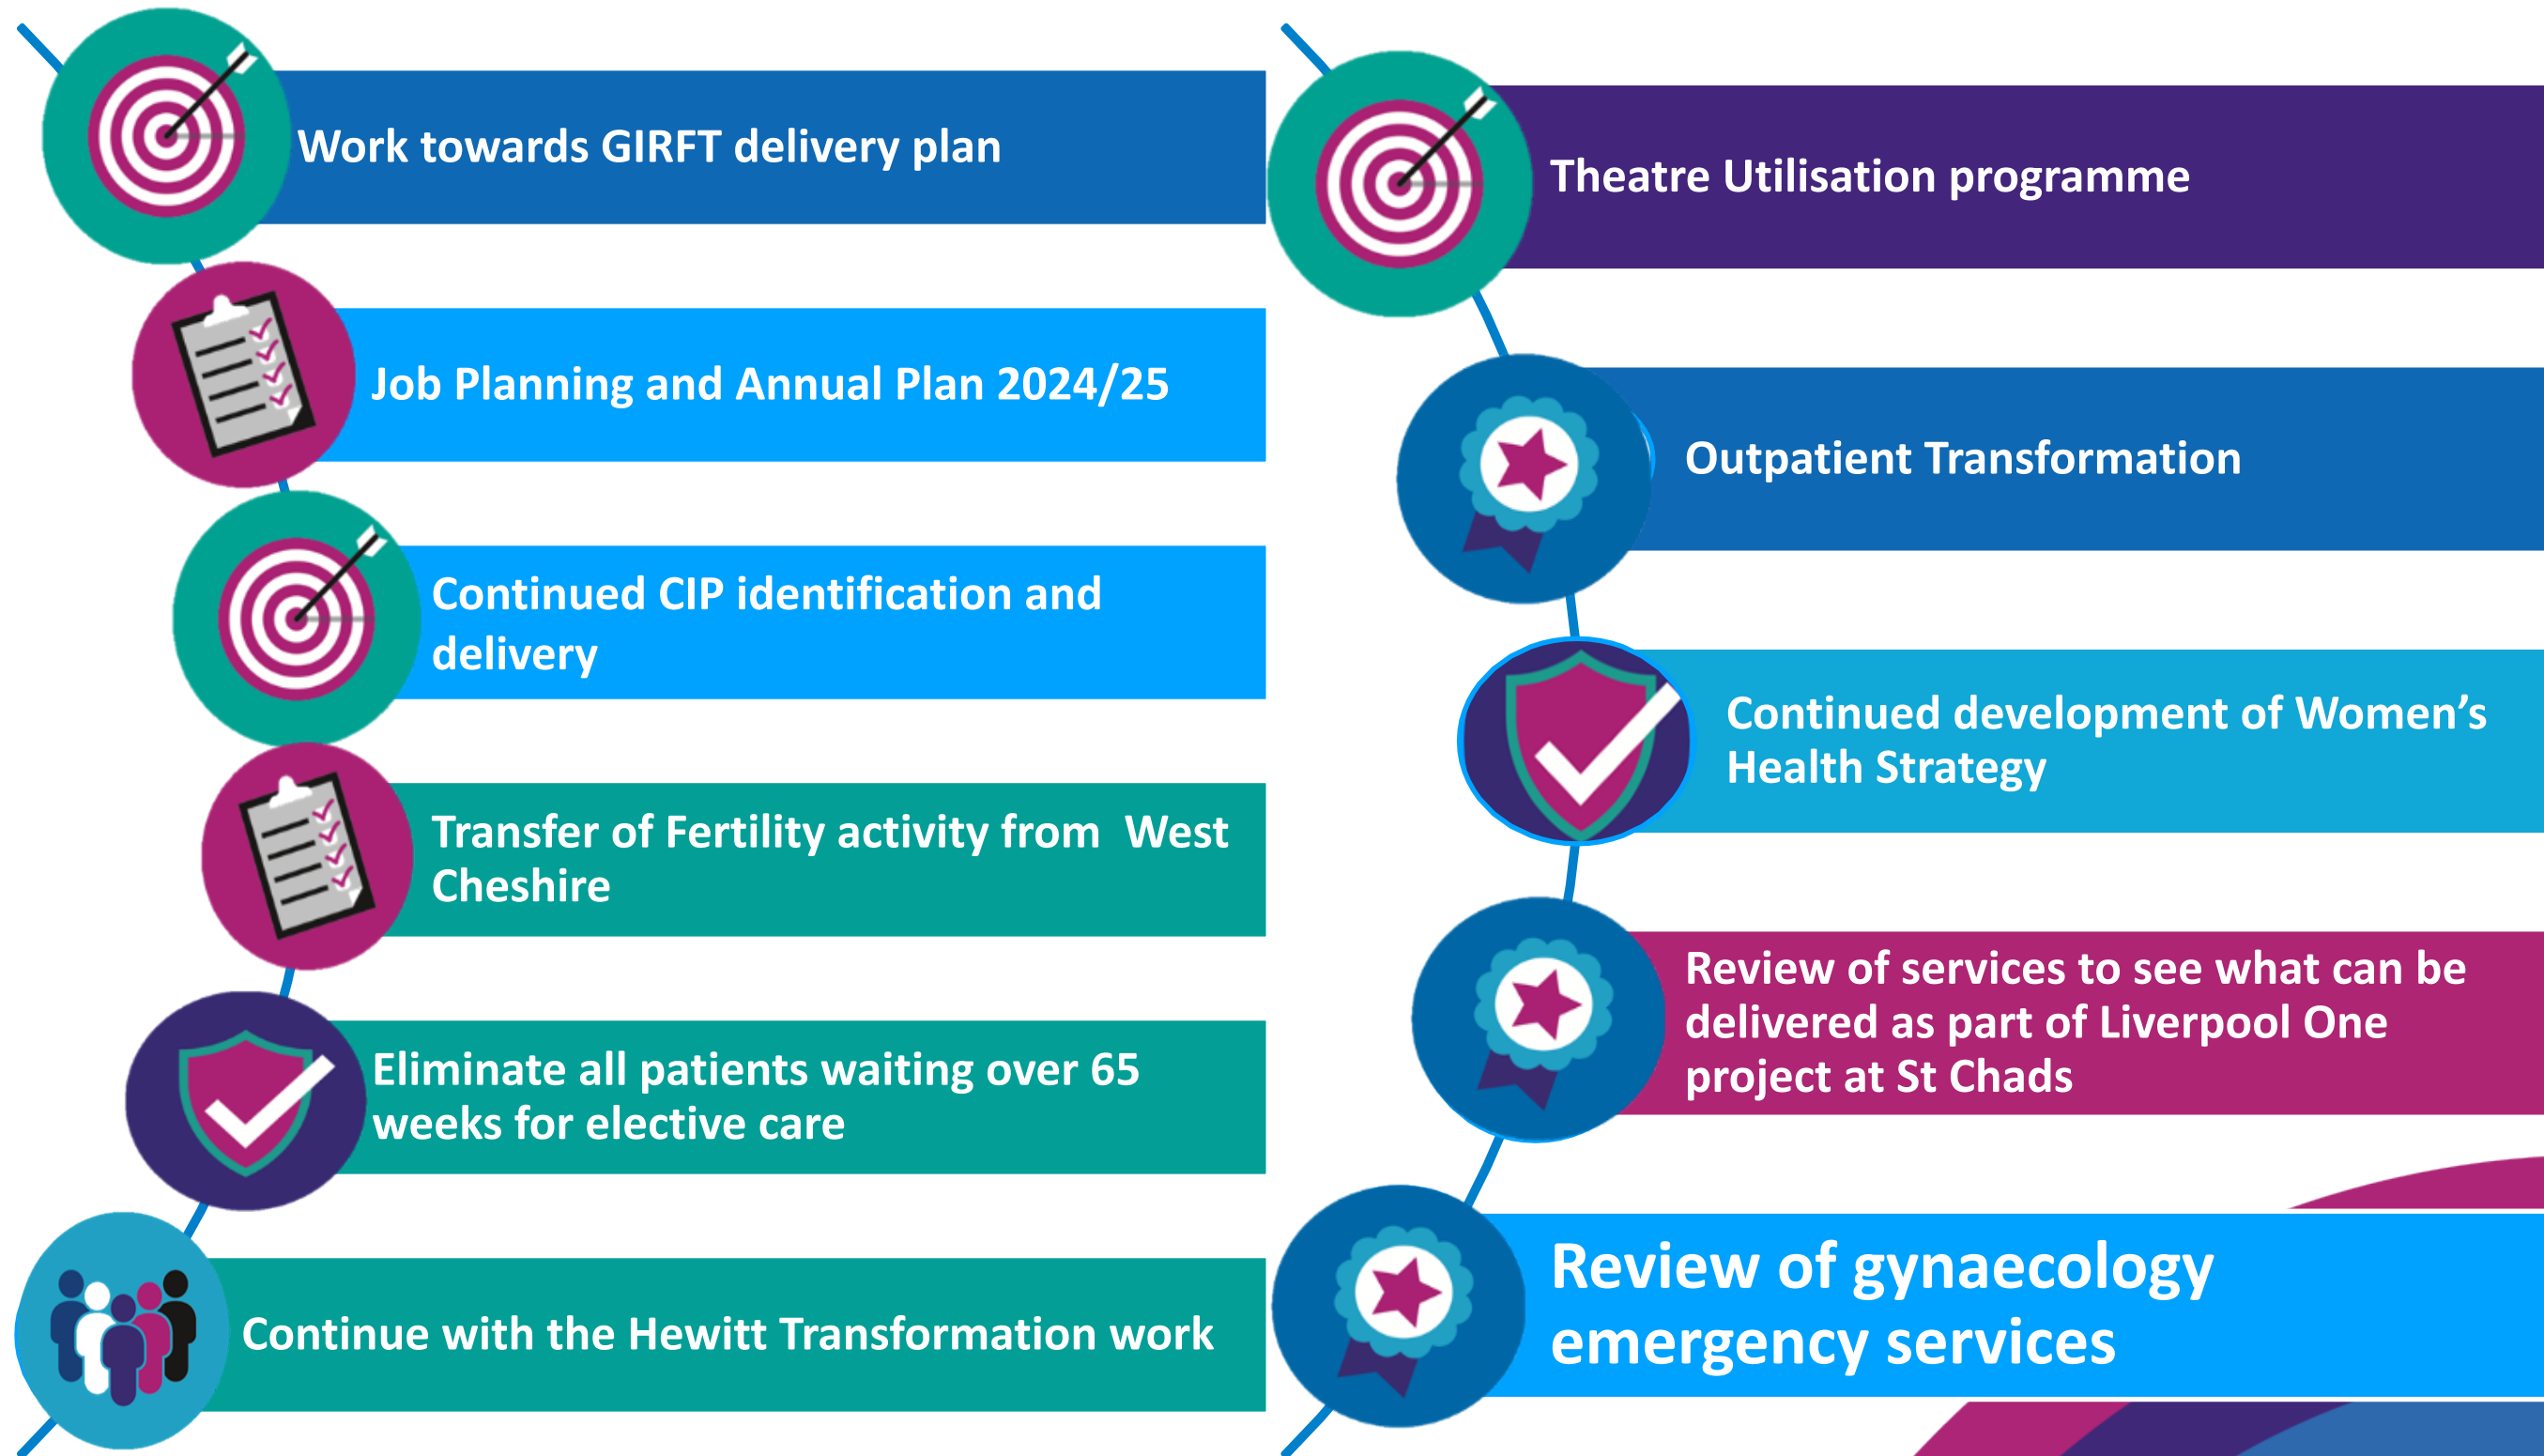 Work towards GIRFT delivery plan
Job Planning and Annual Plan 2024/25
Continued CIP identification and
delivery
Transfer of Fertility activity from  West
Cheshire
Eliminate all patients waiting over 65
weeks for elective care
Continue with the Hewitt Transformation work
Theatre Utilisation programme
Outpatient Transformation
Continued development of Women’s
Health Strategy
Review of services to see what can be
delivered as part of Liverpool One
project at St Chads
Review of gynaecology
emergency services